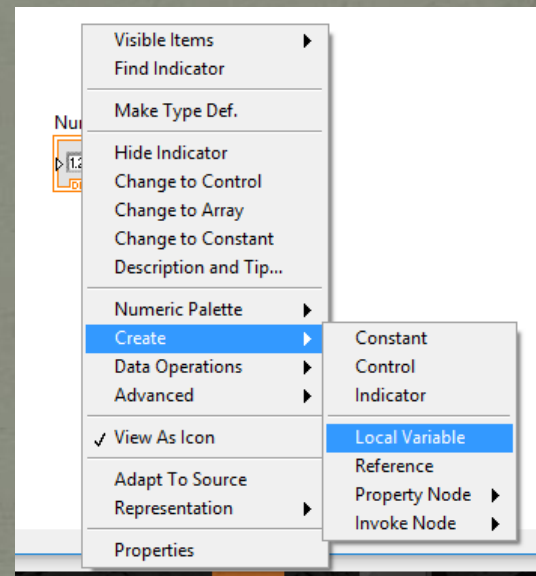 Visible Items
Find Indicator
Make Type Def.
Hide Indicator
Change to Control
Change to Array
Change to Constant
Description and Tip...
Numeric Palette
Create
Data Operations
Advanced
View As Icon
Adapt To Source
Representation
Properties
Constant
Control
Indicator
Local Variable
Reference
Property Node
Invoke Node